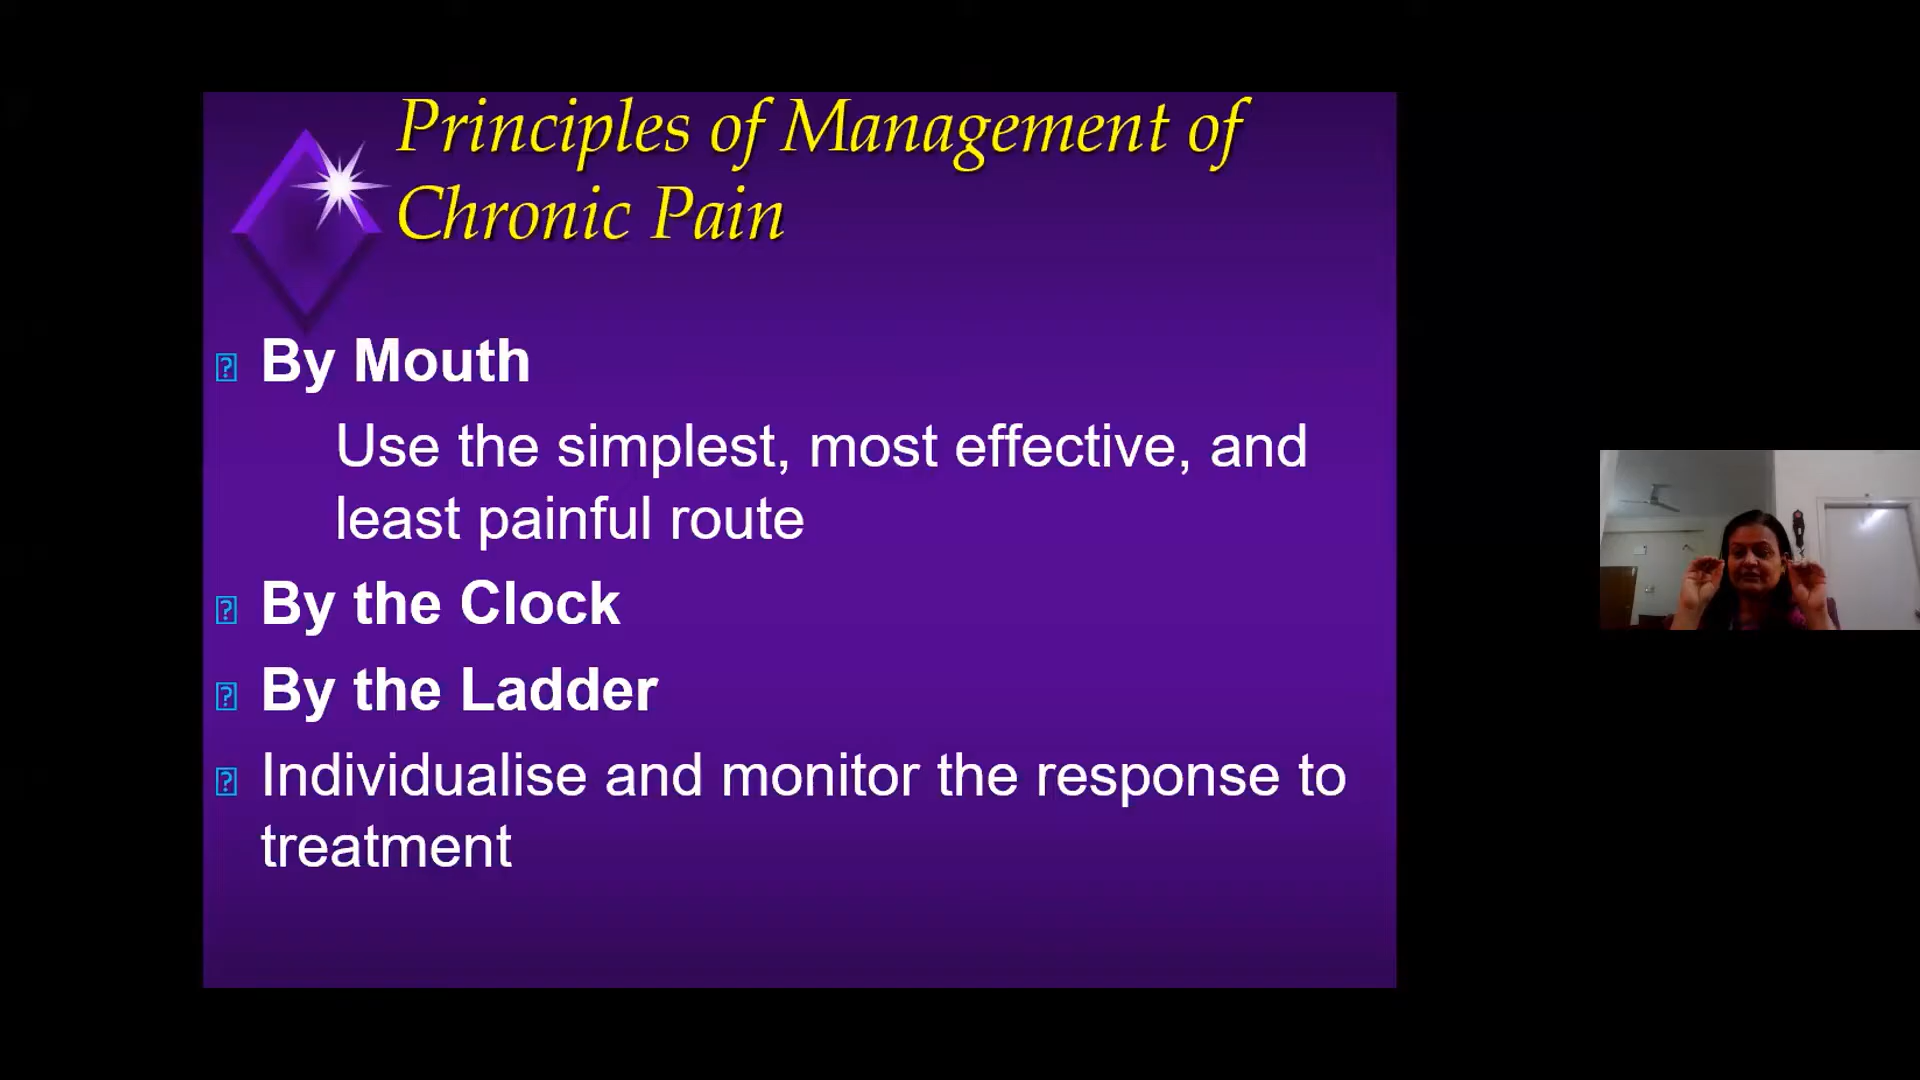 Principles of Management of
Chronic Pain
By Mouth
Use the simplest, most effective, and
least painful route
By the Clock
By the Ladder
Individualise and monitor the response to
treatment